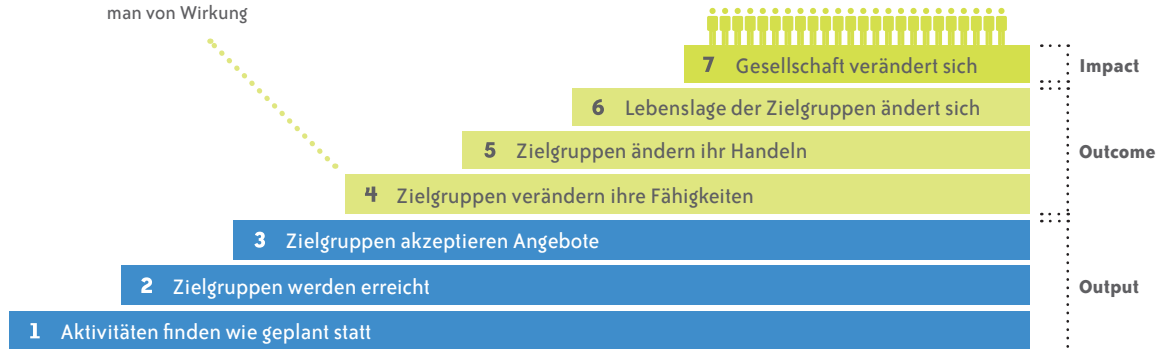 man von Wirkung
7 Gesellschaft verändert sich
Impact
6 Lebenslage der Zielgruppen ändert sich
5 Zielgruppen ändern ihr Handeln
Outcome
4 Zielgruppen verändern ihre Fähigkeiten
3 Zielgruppen akzeptieren Angebote
2 Zielgruppen werden erreicht
Output
1 Aktivitäten finden wie geplant statt